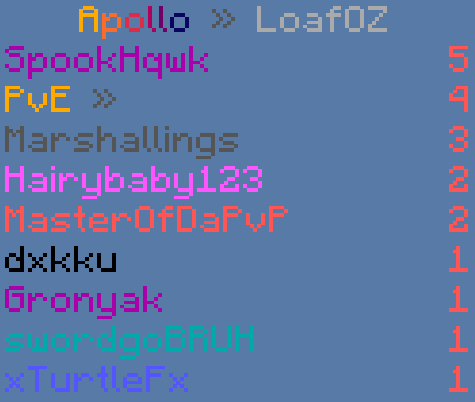 Apollo » LoafOZ
SpookHqwk 5
PvE » 4
Marshallings 3
Hairybaby123 2
MasterOfDaPvP 2
dxkku 1
Gronyak 1
swordgoBRUH 1
xTurtleFx 1